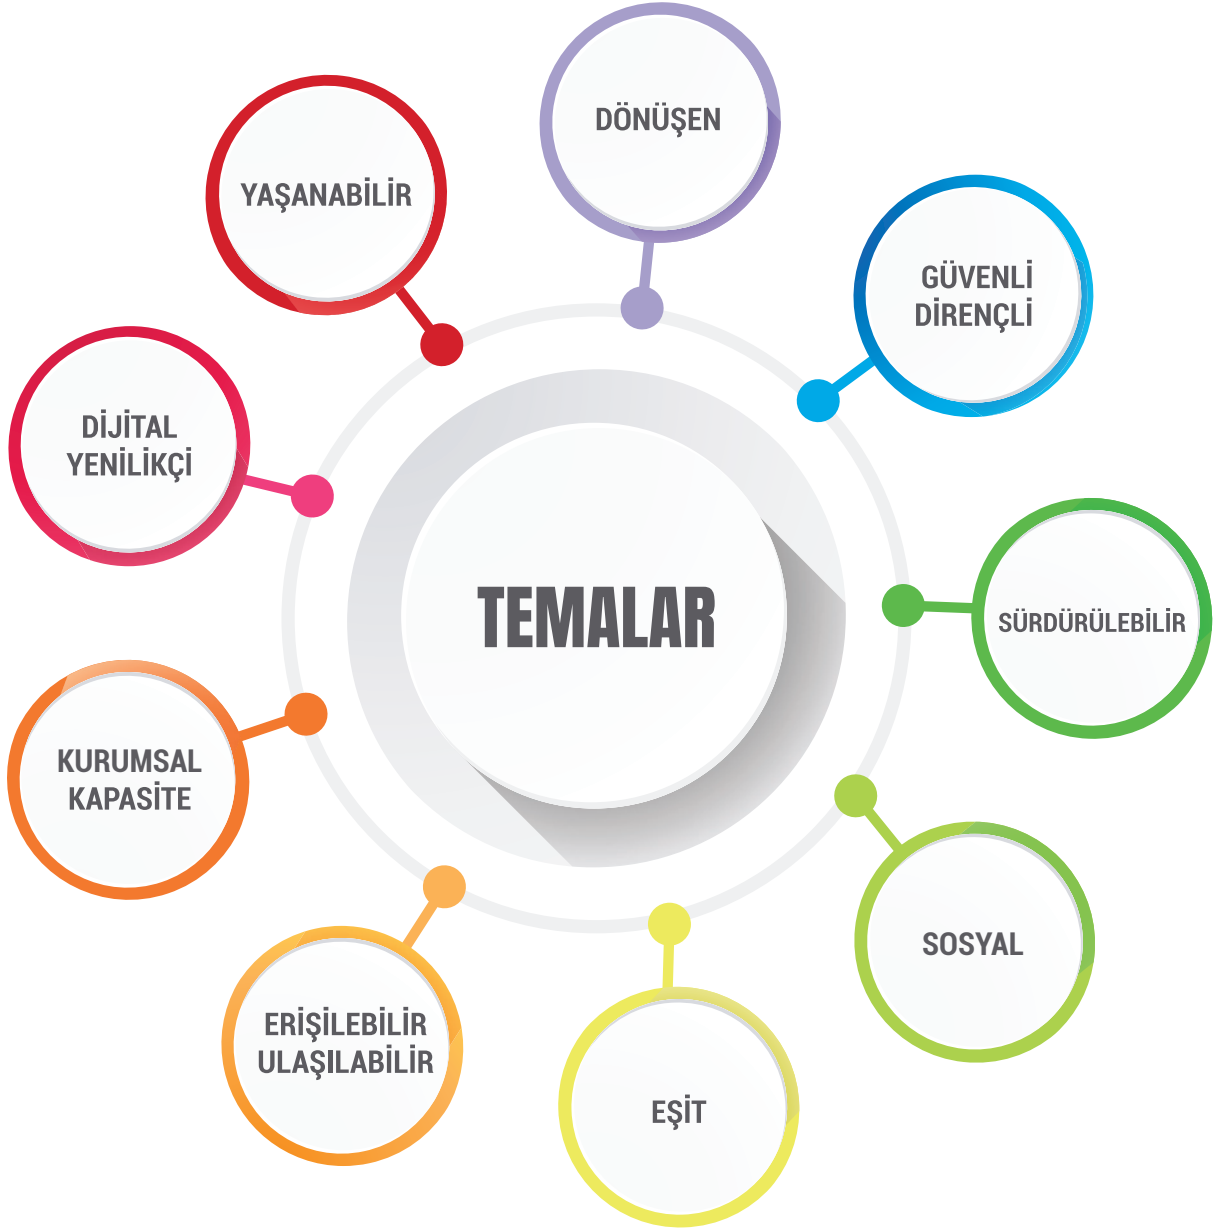 DÖNÜŞEN
YAŞANABİLİR
GÜVENLİ
DİRENÇLİ
DİJİTAL
YENİLİKÇİ
TEMALAR
SÜRDÜRÜLEBİLİR
KURUMSAL
KAPASİTE
SOSYAL
ERİŞİLEBİLİR
ULAŞILABİLİR
EŞİT